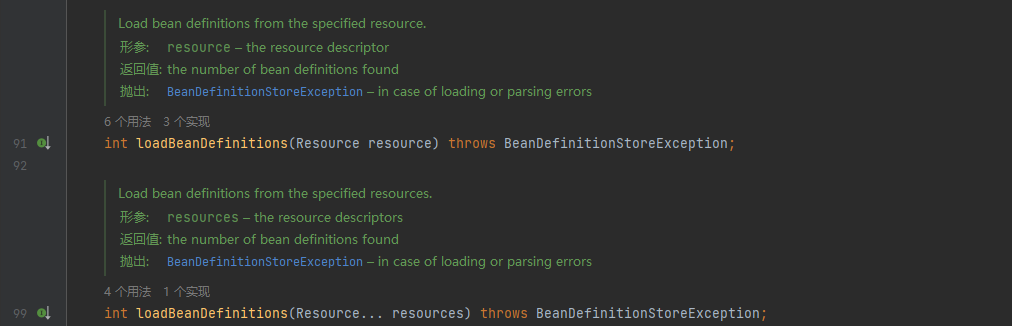 Load bean definitions from the specified resource.
形参: resource – the resource descriptor
返回值: the number of bean definitions found
抛出: BeanDefinitionStoreException – in case of loading or parsing errors
6 个用法 3 个实现
91 int loadBeanDefinitions(Resource resource) throws BeanDefinitionStoreException;
92
Load bean definitions from the specified resources.
形参: resources – the resource descriptors
返回值: the number of bean definitions found
抛出: BeanDefinitionStoreException – in case of loading or parsing errors
4 个用法 1 个实现
99 int loadBeanDefinitions(Resource... resources) throws BeanDefinitionStoreException;